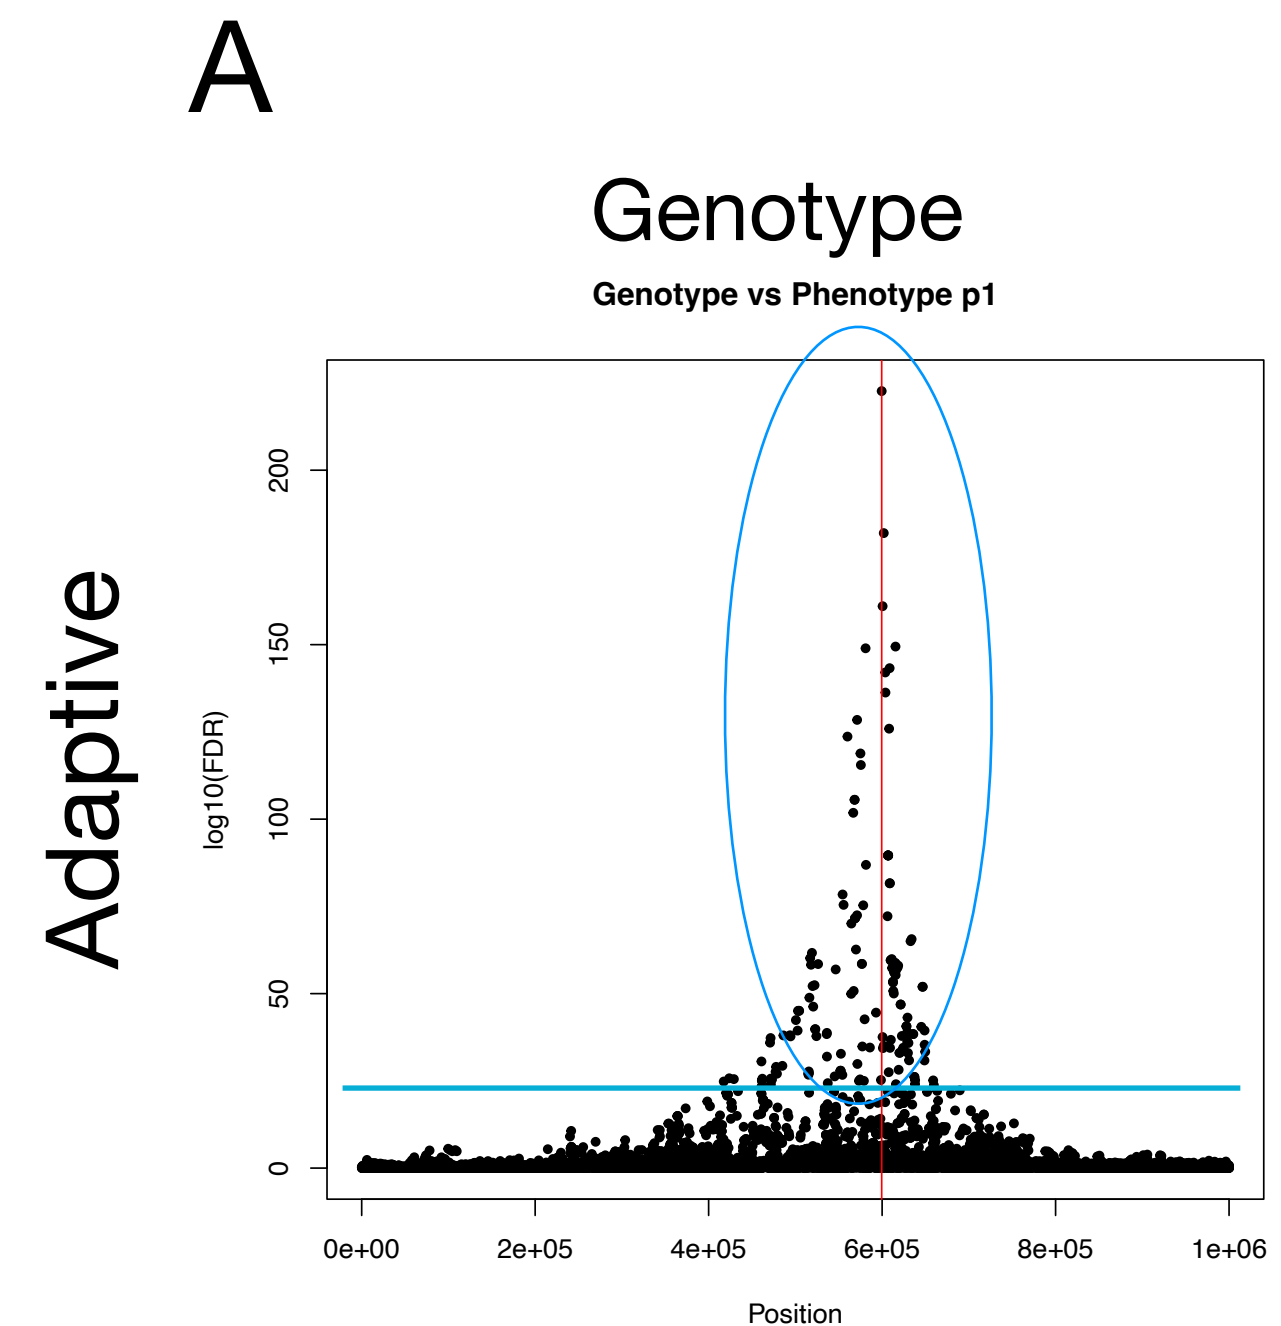 A
Genotype
Genotype vs Phenotype p1
Adaptive
log10(FDR)
200
150
100
50
0
0e+00 2e+05 4e+05 6e+05 8e+05 1e+06
Position